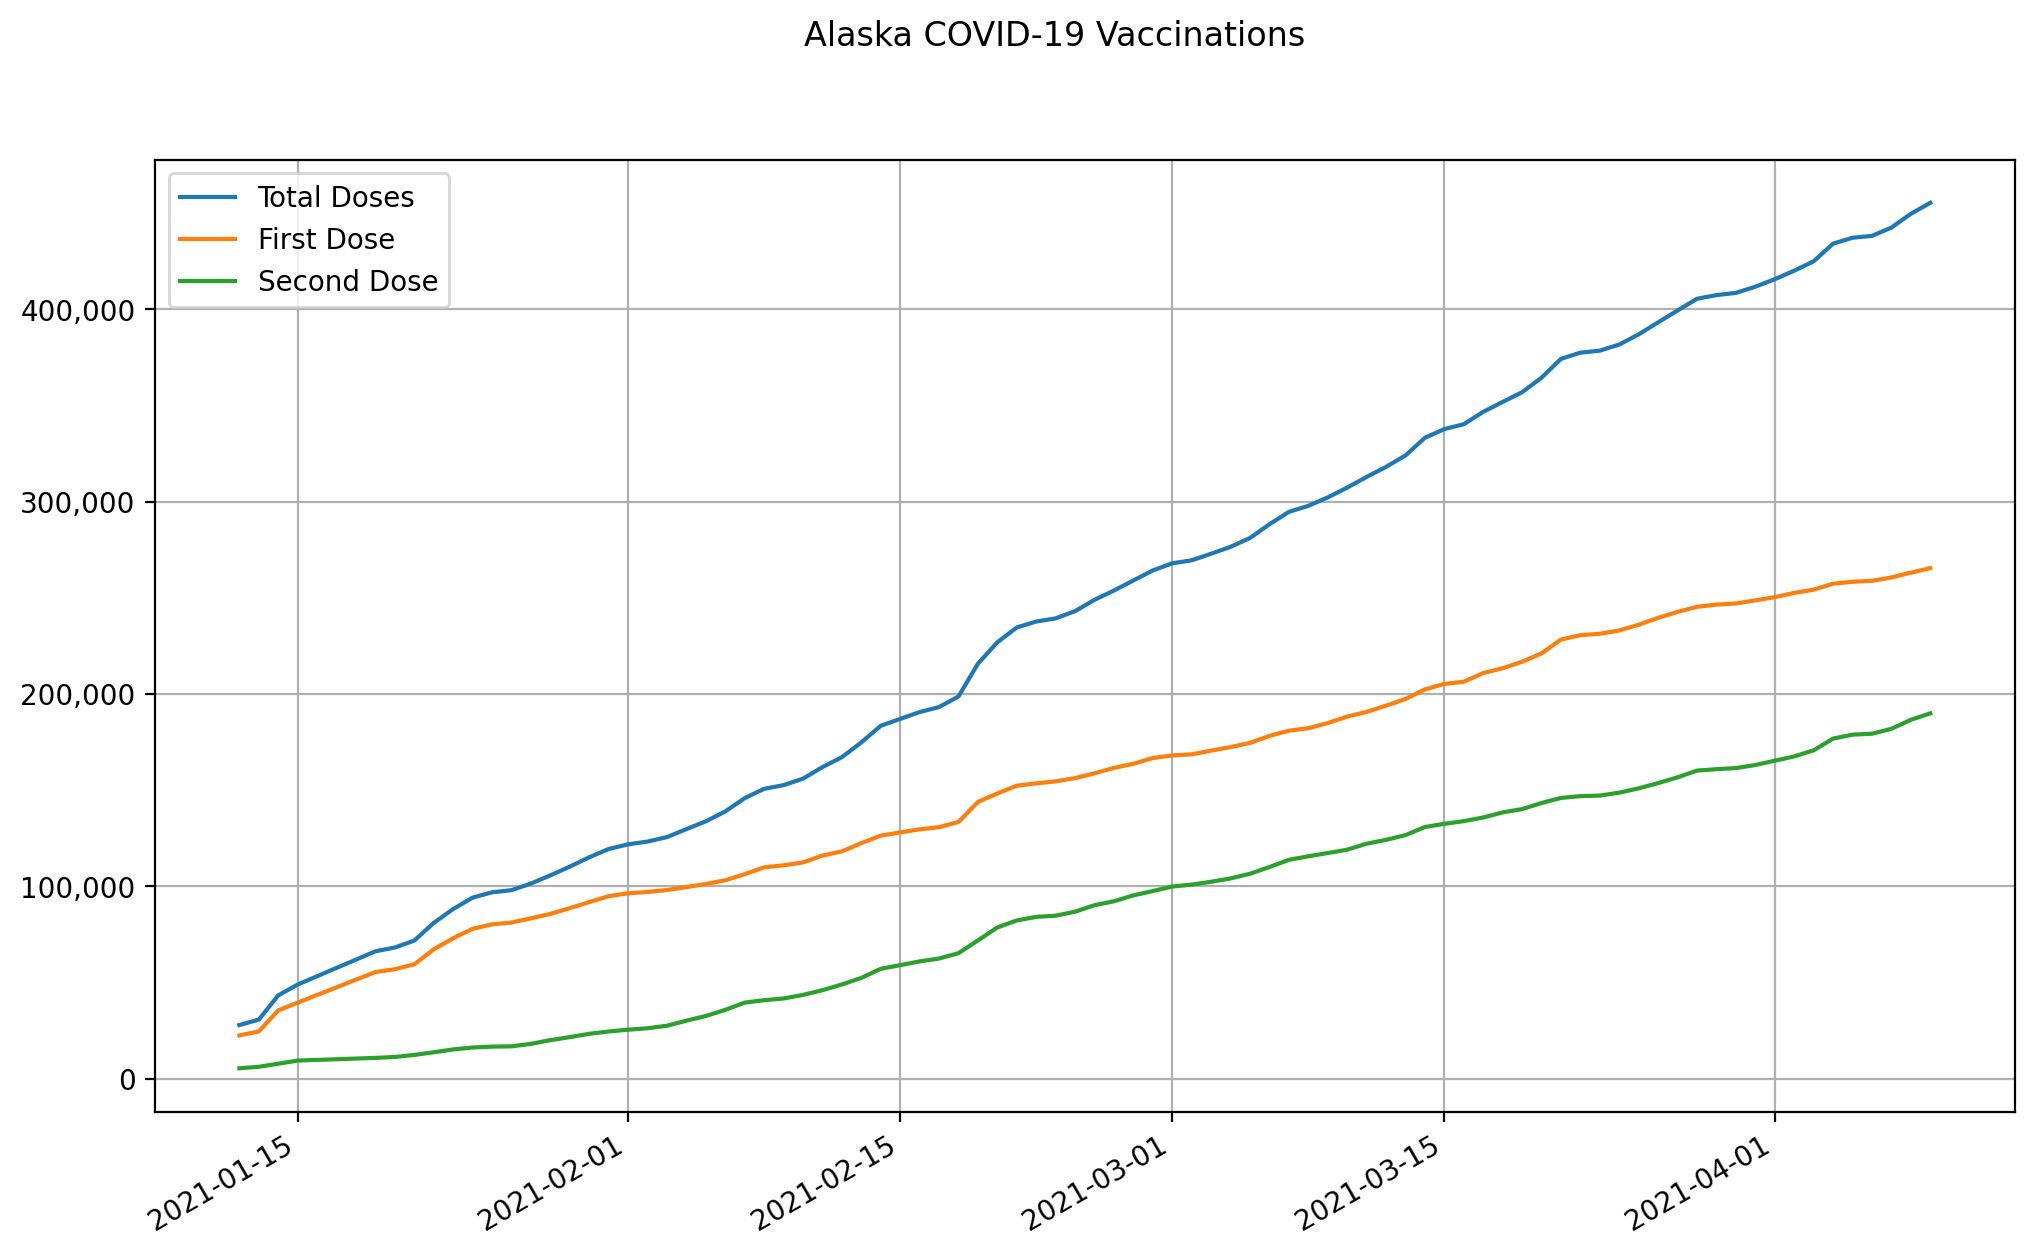 Alaska COVID-19 Vaccinations
Total Doses
First Dose
Second Dose
400,000
300,000
200,000
100,000
0
2021-01-15
2021-02-01
2021-02-15
2021-03-01
2021-03-15
2021-04-01